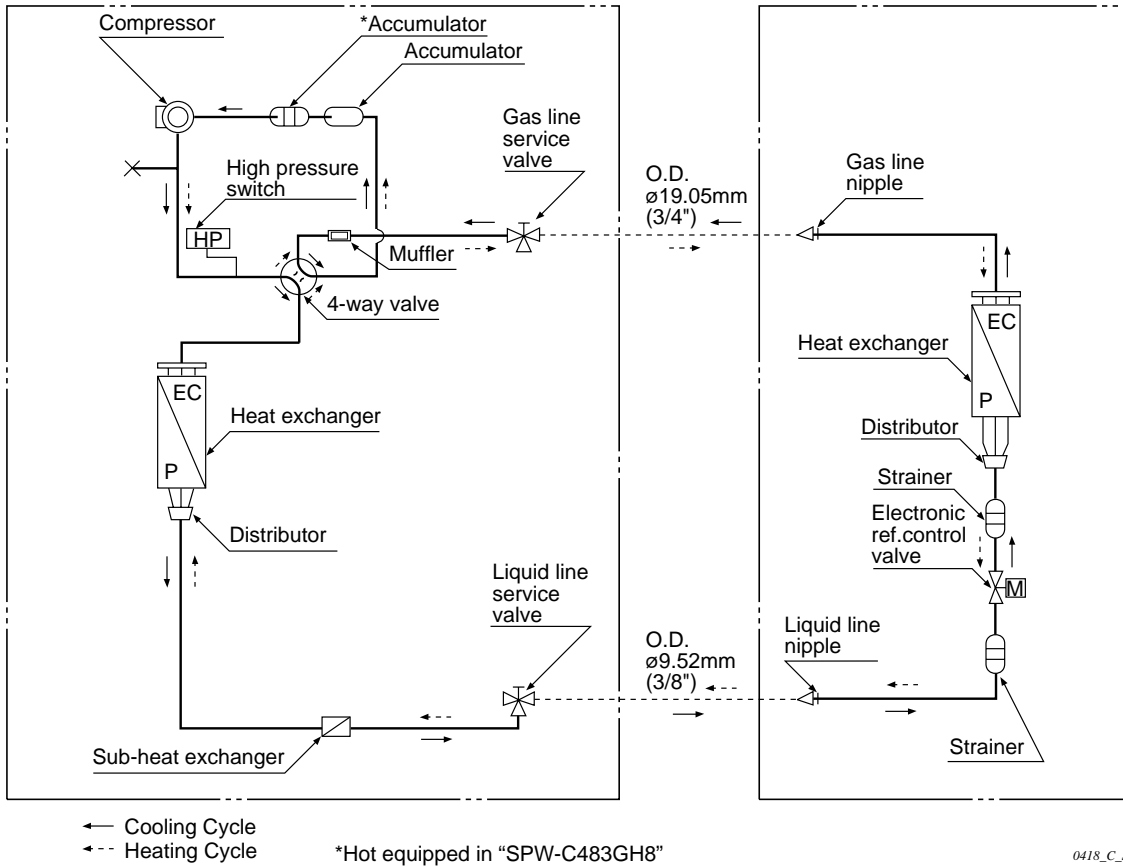 Compressor
*Accumulator
Accumulator
High pressure
switch
HP
Gas line
service
valve
O.D.
ø19.05mm
(3/4")
Gas line
nipple
Muffler
4-way valve
EC
P
Heat exchanger
Distributor
EC
P
Heat exchanger
Distributor
Strainer
Electronic
ref.control
valve
M
Liquid line
service
valve
O.D.
ø9.52mm
(3/8")
Liquid line
nipple
Sub-heat exchanger
Strainer
Cooling Cycle
Heating Cycle
*Hot equipped in “SPW-C483GH8”
0418_C_